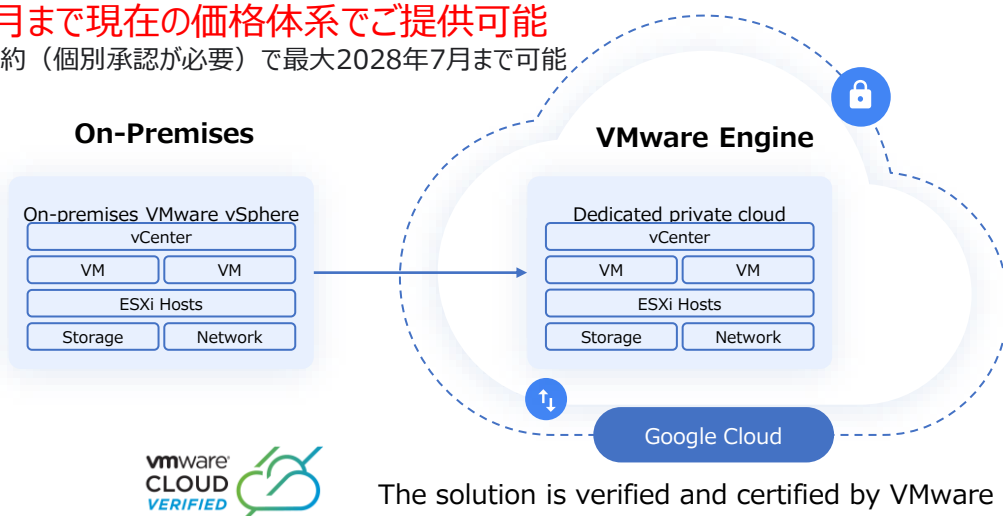 月まで現在の価格体系でご提供可能
約（個別承認が必要）で最大2028年7月まで可能
On-Premises
VMware Engine
On-premises VMware vSphere
vCenter
VM VM
ESXi Hosts
Storage Network
Dedicated private cloud
vCenter
VM VM
ESXi Hosts
Storage Network
Google Cloud
vmware
CLOUD
VERIFIED
The solution is verified and certified by VMware